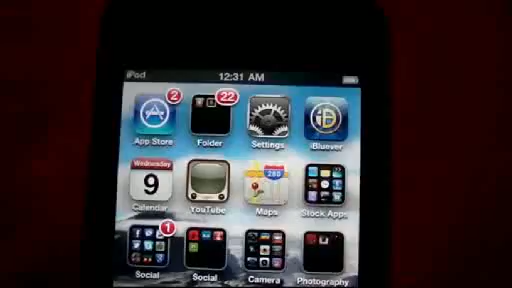 iPod 12:31 AM
2 22
App Store Folder Settings iBluever
Wednesday 280
9
Calendar YouTube Maps Stock Apps
1
Social Social Camera Photography